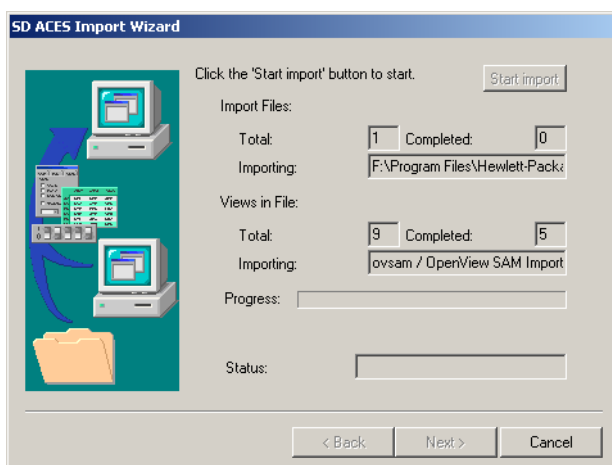 SD ACES Import Wizard
Click the 'Start import' button to start.
Start import
Import Files:
Total: 1 Completed: 0
Importing: F:\Program Files\Hewlett-Packa
Views in File:
Total: 9 Completed: 5
Importing: ovsam / OpenView SAM Import
Progress:
Status:
< Back Next > Cancel